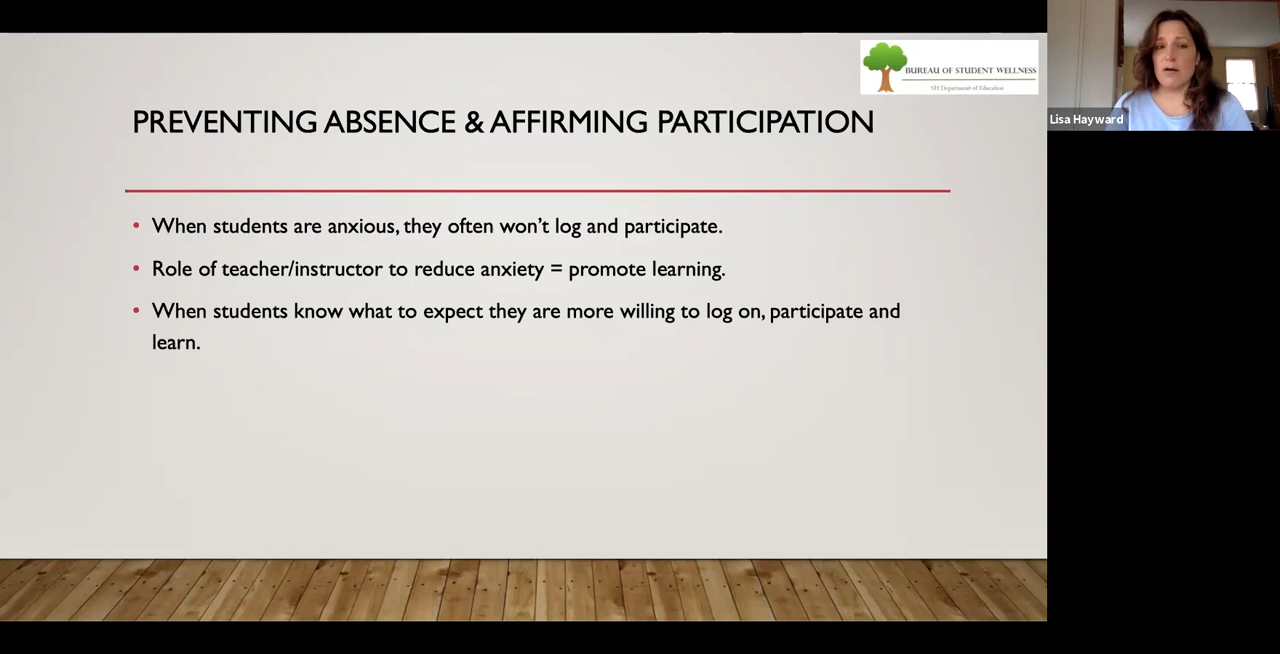 BUREAU OF STUDENT WELLNESS
NH Department of Education
Lisa Hayward
PREVENTING ABSENCE & AFFIRMING PARTICIPATION
• When students are anxious, they often won’t log and participate.
• Role of teacher/instructor to reduce anxiety = promote learning.
• When students know what to expect they are more willing to log on, participate and
learn.